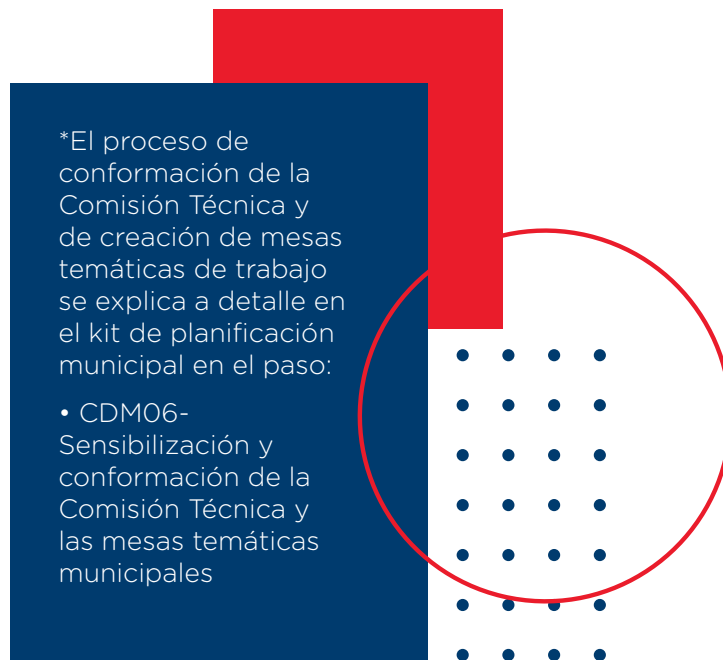 *El proceso de
conformación de la
Comisión Técnica y
de creación de mesas
temáticas de trabajo
se explica a detalle en
el kit de planificación
municipal en el paso:
• CDM06-
Sensibilización y
conformación de la
Comisión Técnica y
las mesas temáticas
municipales